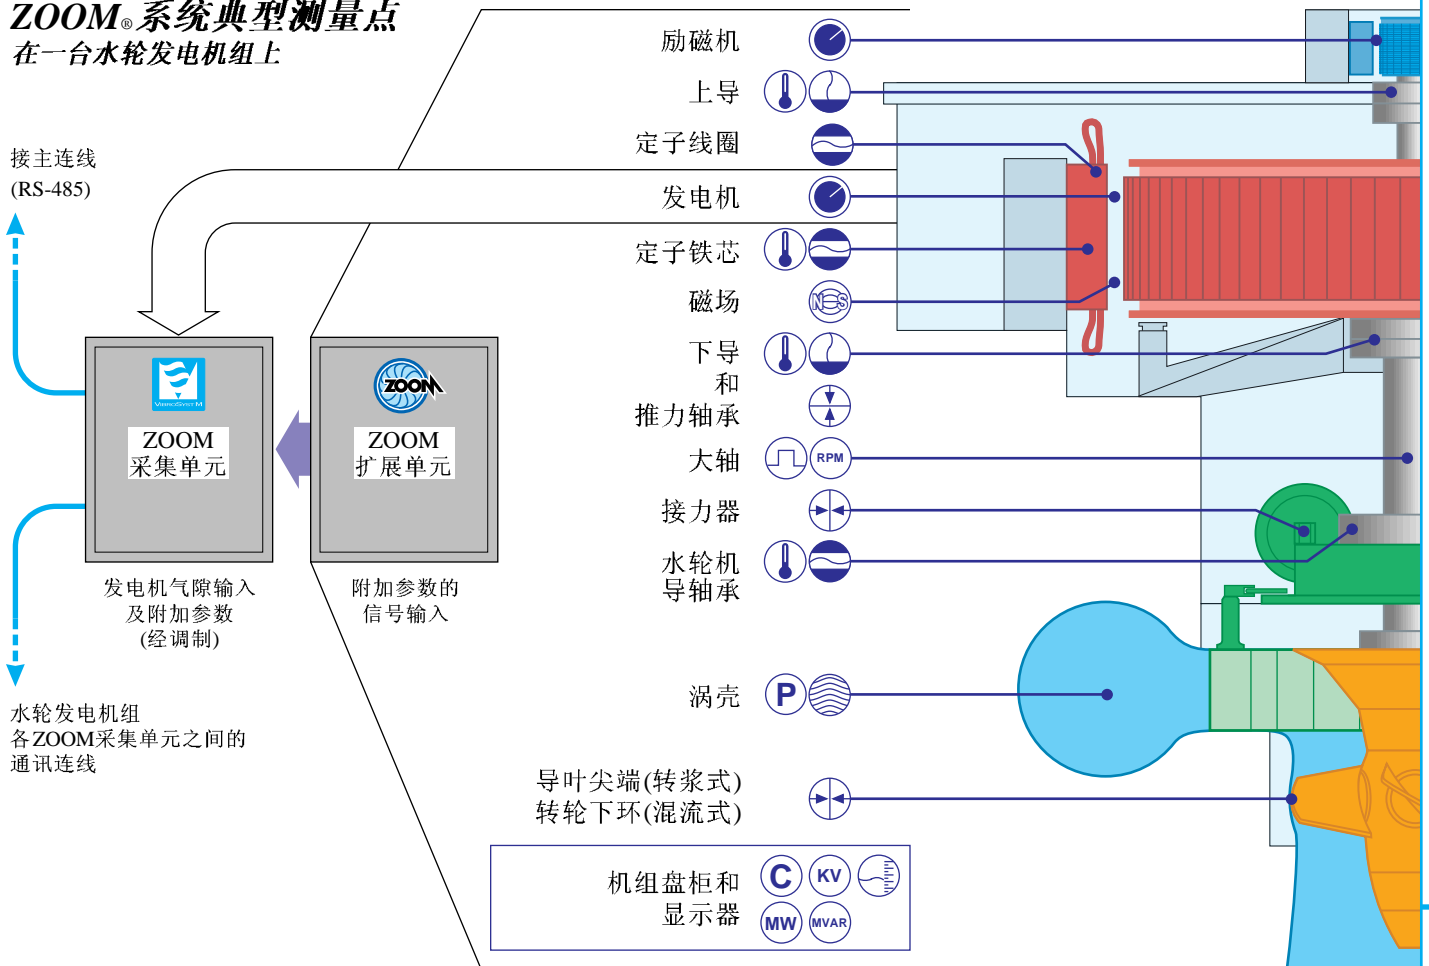 ZOOM® 系统典型测量点
在一台水轮发电机组上
接主连线
(RS-485)
VIBROSYSTM
ZOOM
采集单元
ZOOM
ZOOM
扩展单元
发电机气隙输入
及附加参数
(经调制)
附加参数的
信号输入
水轮发电机组
各ZOOM采集单元之间的
通讯连线
励磁机
上导
定子线圈
发电机
定子铁芯
磁场
N S
下导
和
推力轴承
大轴
RPM
接力器
水轮机
导轴承
涡壳
P
导叶尖端(转浆式)
转轮下环(混流式)
机组盘柜和
显示器
C
KV
MW
MVAR